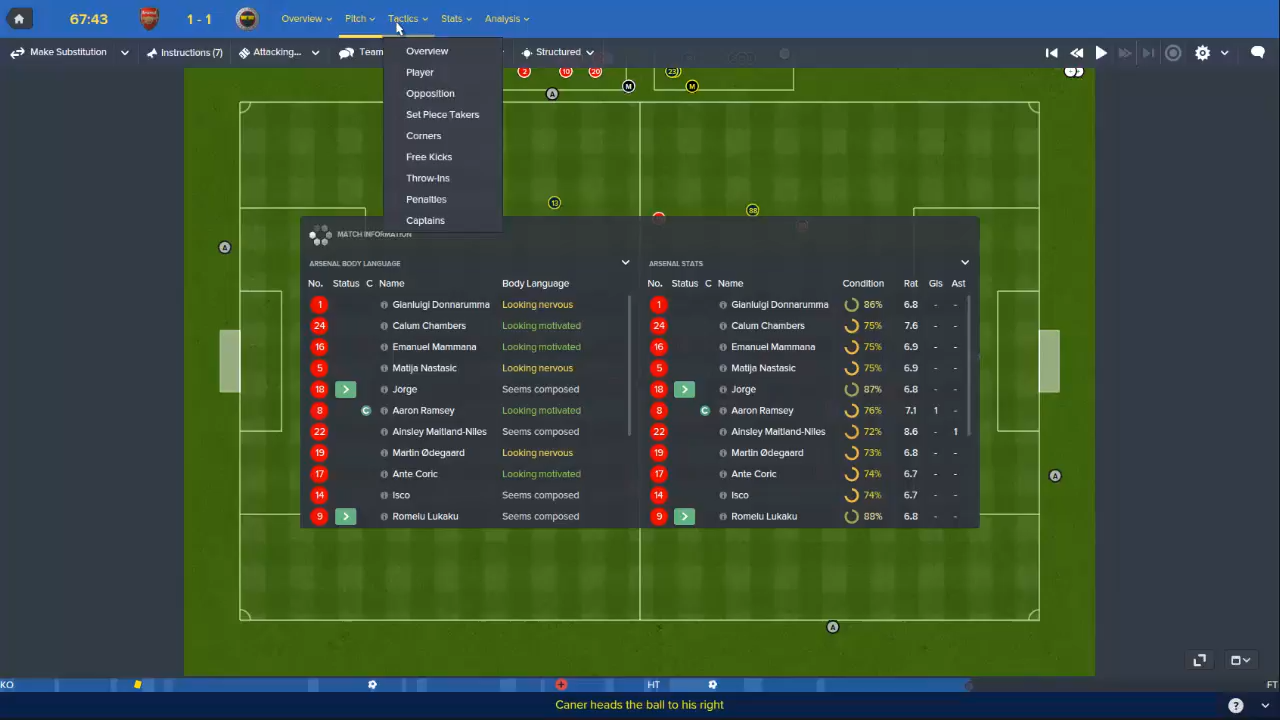 67:43 1 - 1 Overview Pitch Tactics Stats Analysis
Make Substitution Instructions (7) Attacking... Team Structured
Overview
Player
Opposition
Set Piece Takers
Corners
Free Kicks
Throw-Ins
Penalties
Captains
2 10 20 23 M M A
13 88
A A A
MATCH INFORMATION
ARSENAL BODY LANGUAGE
No. Status C Name Body Language
1 Gianluigi Donnarumma Looking nervous
24 Calum Chambers Looking motivated
16 Emanuel Mammana Looking motivated
5 Matija Nastasic Looking nervous
18 Jorge Seems composed
8 C Aaron Ramsey Looking motivated
22 Ainsley Maitland-Niles Seems composed
19 Martin Ødegaard Looking nervous
17 Ante Coric Looking motivated
14 Isco Seems composed
9 Romelu Lukaku Seems composed
ARSENAL STATS
No. Status C Name Condition Rat Gls Ast
1 Gianluigi Donnarumma 86% 6.8 - -
24 Calum Chambers 75% 7.6 - -
16 Emanuel Mammana 75% 6.9 - -
5 Matija Nastasic 75% 6.9 - -
18 Jorge 87% 6.8 - -
8 C Aaron Ramsey 76% 7.1 1 -
22 Ainsley Maitland-Niles 72% 8.6 - 1
19 Martin Ødegaard 73% 6.8 - -
17 Ante Coric 74% 6.7 - -
14 Isco 74% 6.7 - -
9 Romelu Lukaku 88% 6.8 - -
KO HT FT
Caner heads the ball to his right